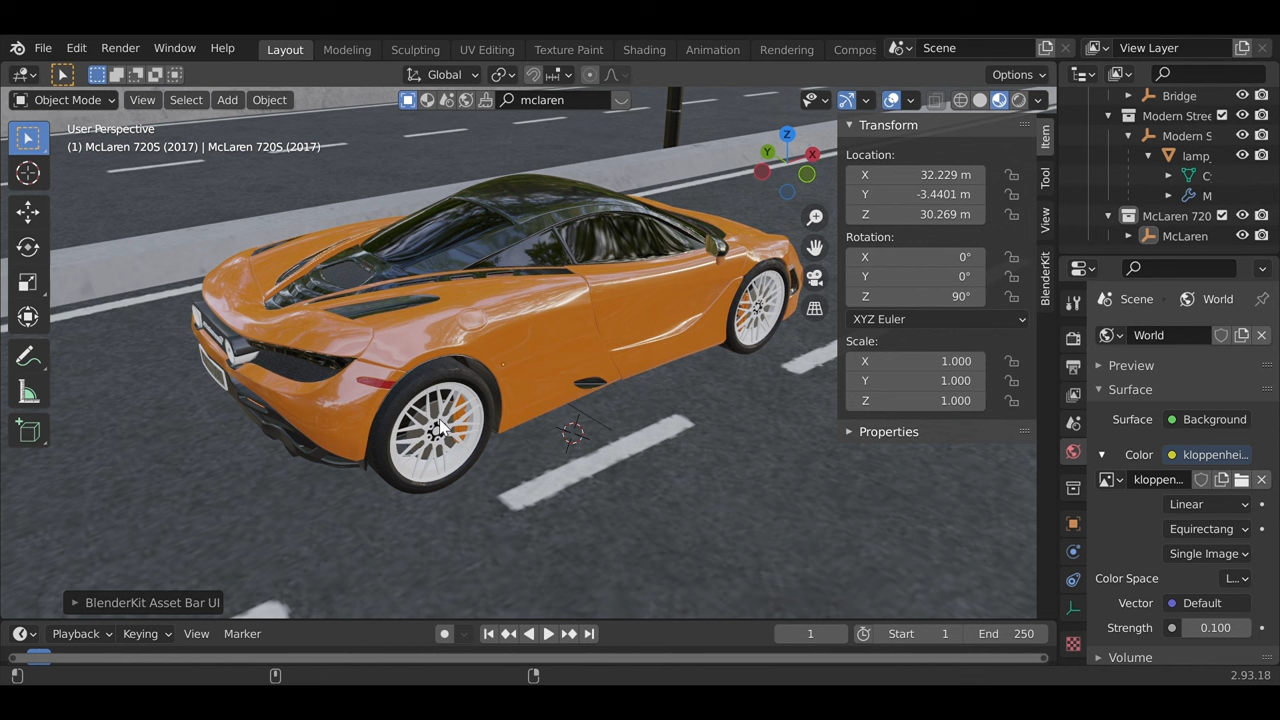 File Edit Render Window Help Layout Modeling Sculpting UV Editing Texture Paint Shading Animation Rendering Compos Scene View Layer
Global Options
Object Mode View Select Add Object mclaren
User Perspective
(1) McLaren 720S (2017) | McLaren 720S (2017)
Z
Y
X
Transform
Location:
X 32.229 m
Y -3.4401 m
Z 30.269 m
Rotation:
X 0°
Y 0°
Z 90°
XYZ Euler
Scale:
X 1.000
Y 1.000
Z 1.000
Properties
Item
Tool
View
BlenderKit
Bridge
Modern Stree
Modern S
lamp_
C
M
McLaren 720
McLaren
Scene World
World
Preview
Surface
Surface Background
Color kloppenhei...
kloppen...
Linear
Equirectang
Single Image
Color Space L...
Vector Default
Strength 0.100
Volume
BlenderKit Asset Bar UI
Playback Keying View Marker 1 Start 1 End 250
2.93.18